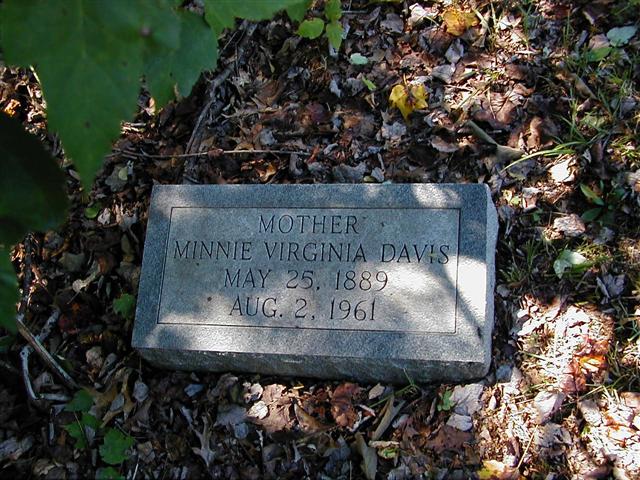 MOTHER
MINNIE VIRGINIA DAVIS
MAY 25, 1889
AUG. 2, 1961